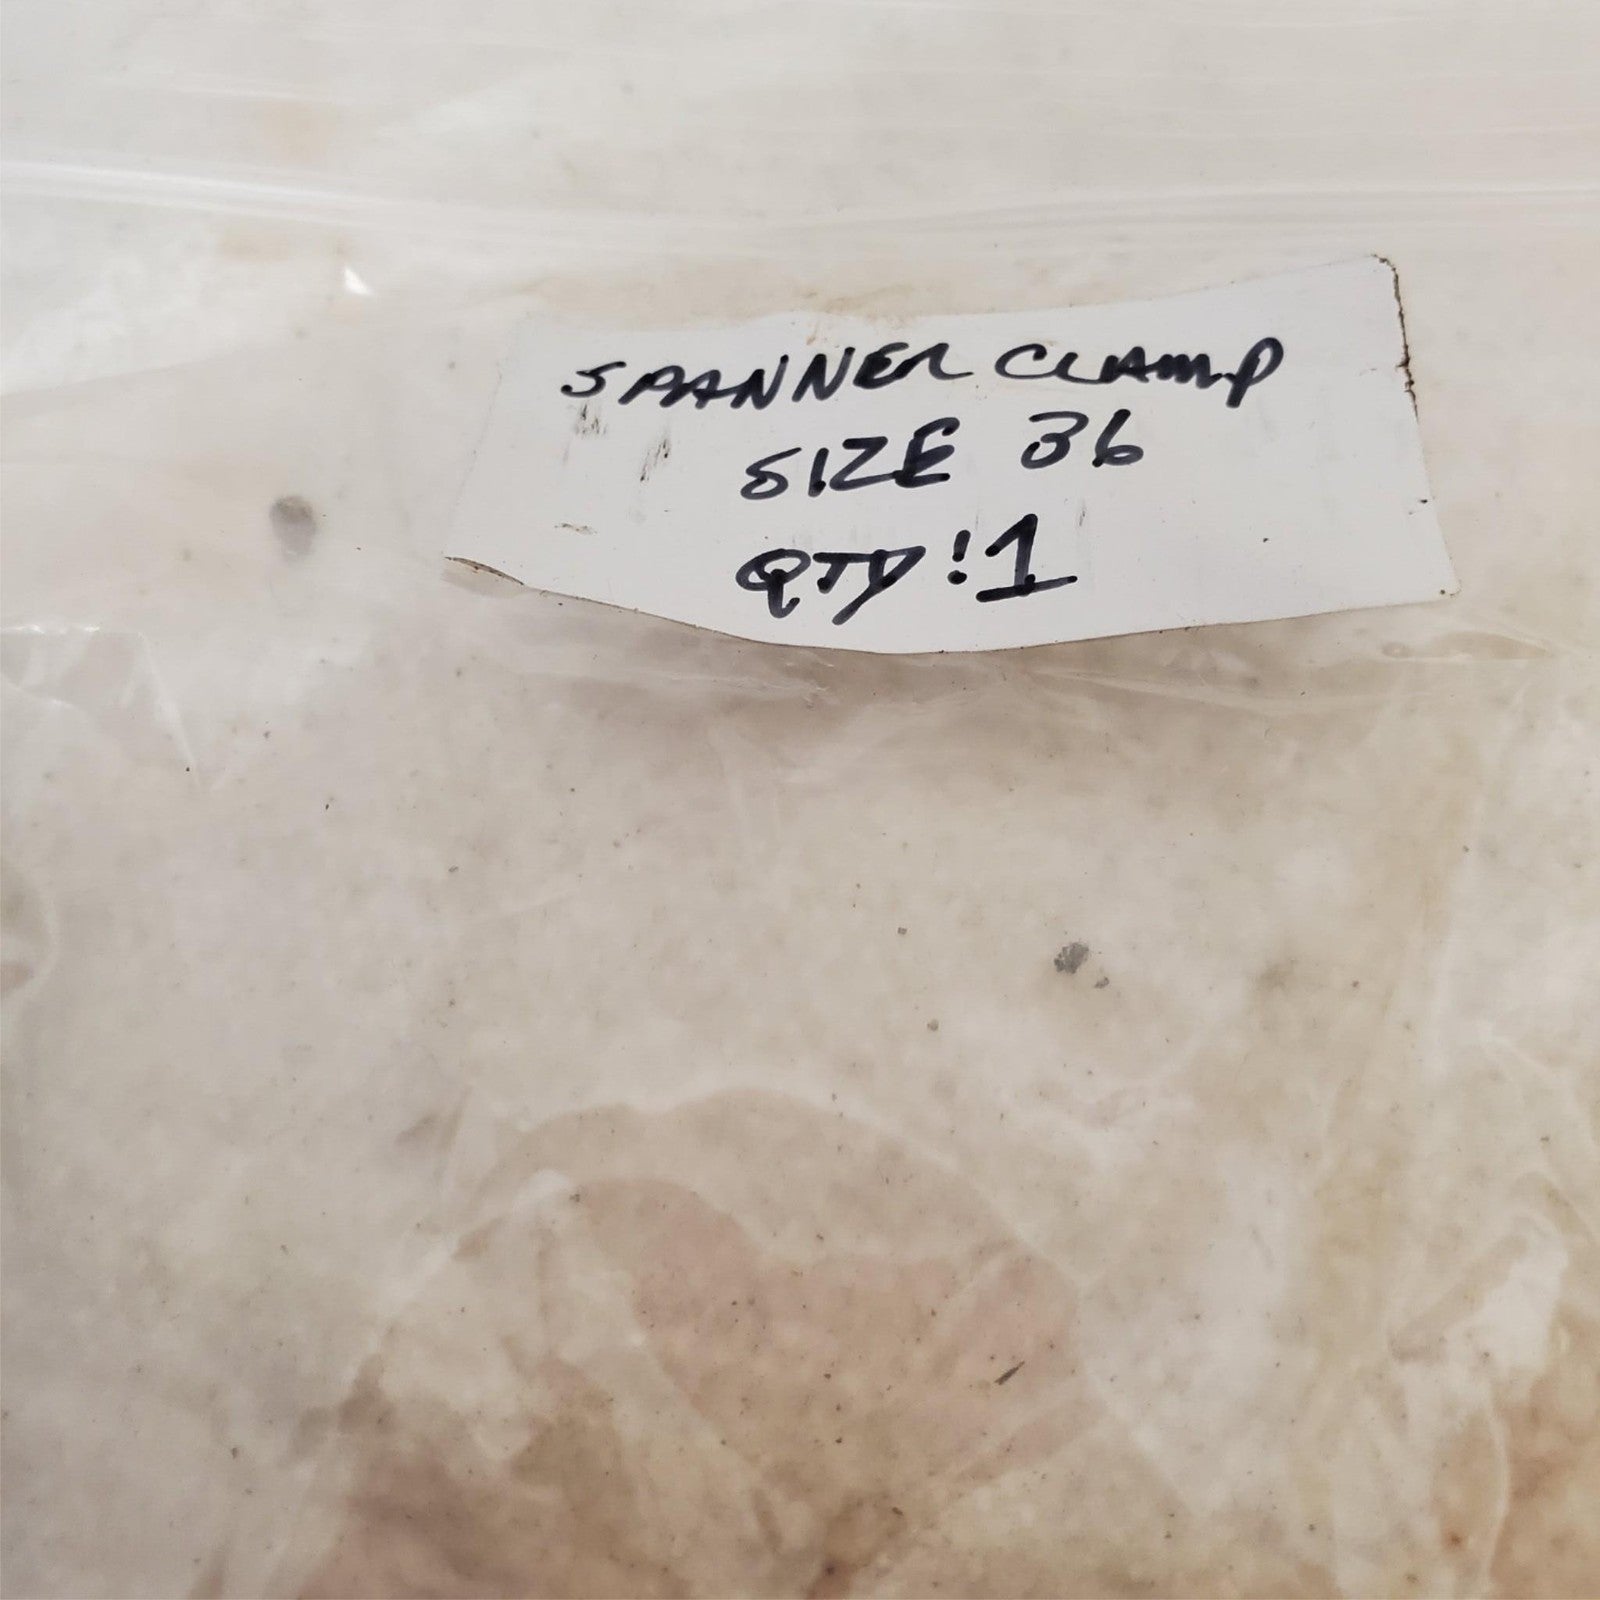 SPANNER CLAMP
SIZE 36
QTY:1